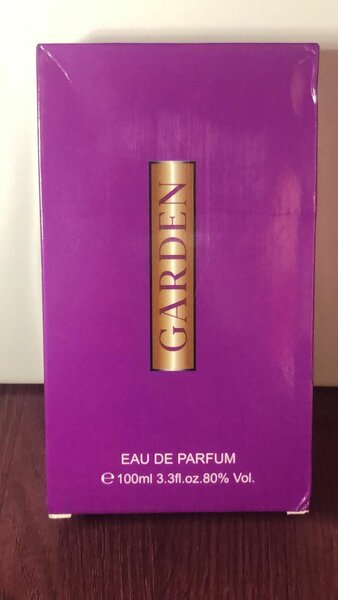 GARDEN
EAU DE PARFUM
℮100ml 3.3fl.oz.80% Vol.